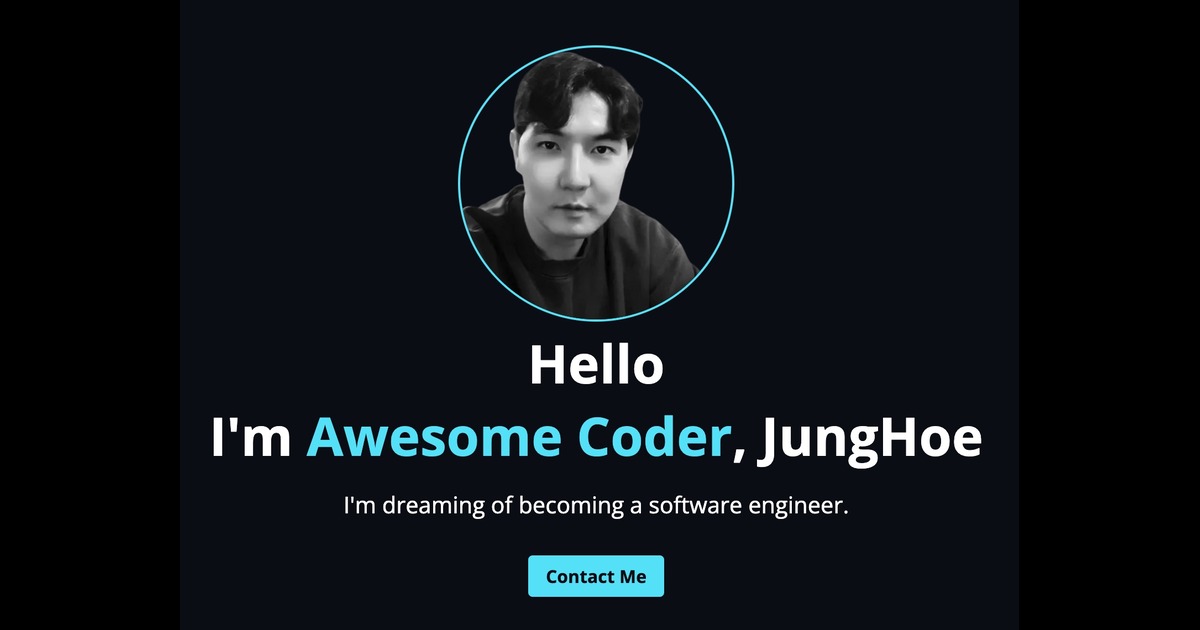 Hello
I'm Awesome Coder, JungHoe
I'm dreaming of becoming a software engineer.
Contact Me